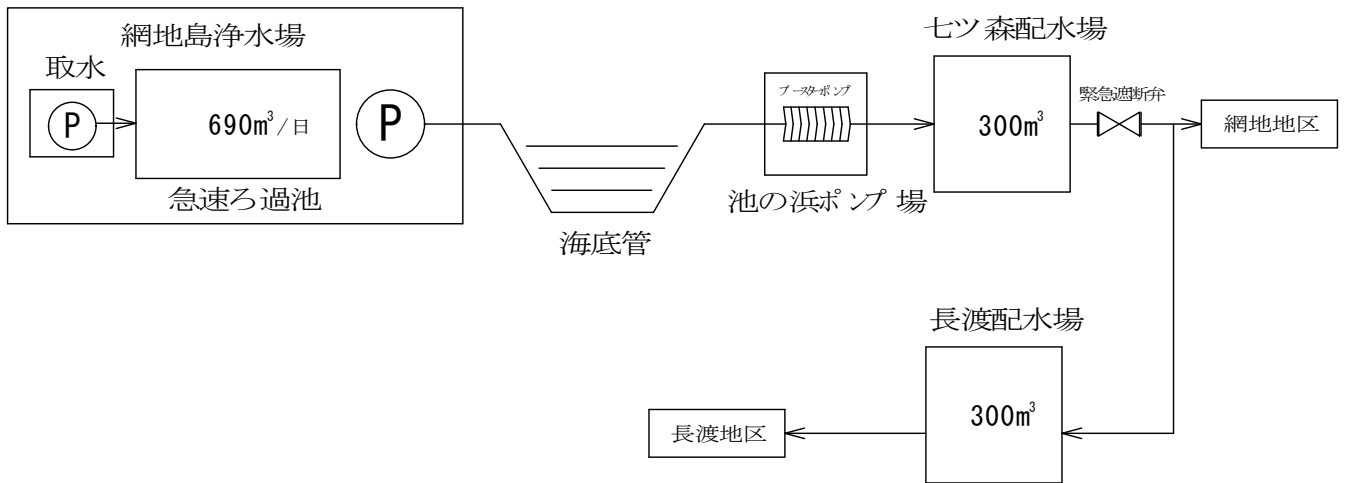 網地島浄水場
取水
P
690m³/日
急速ろ過池
P
海底管
ブースターポンプ
池の浜ポンプ場
七ツ森配水場
300m³
緊急遮断弁
網地地区
長渡配水場
300m³
長渡地区